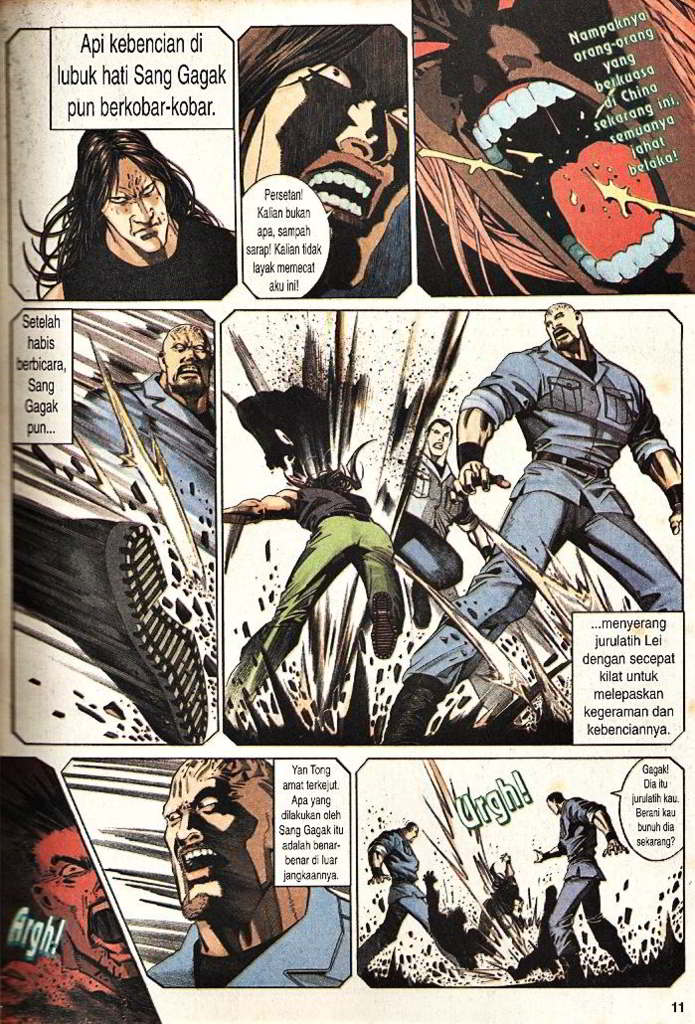 Api kebencian di
lubuk hati Sang Gagak
pun berkobar-kobar.
Persetan!
Kalian bukan
apa, sampah
sarap! Kalian tidak
layak memecat
aku ini!
Nampaknya
orang-orang
yang
berkuasa
di China
sekarang ini,
semuanya
jahat
belaka!
Setelah
habis
berbicara,
Sang
Gagak
pun...
...menyerang
jurulatih Lei
dengan secepat
kilat untuk
melepaskan
kegeraman dan
kebenciannya.
Argh!
Yan Tong
amat terkejut.
Apa yang
dilakukan oleh
Sang Gagak itu
adalah benar-
benar di luar
jangkaannya.
Urgh!
Gagak!
Dia itu
jurulatih kau.
Berani kau
bunuh dia
sekarang?
11